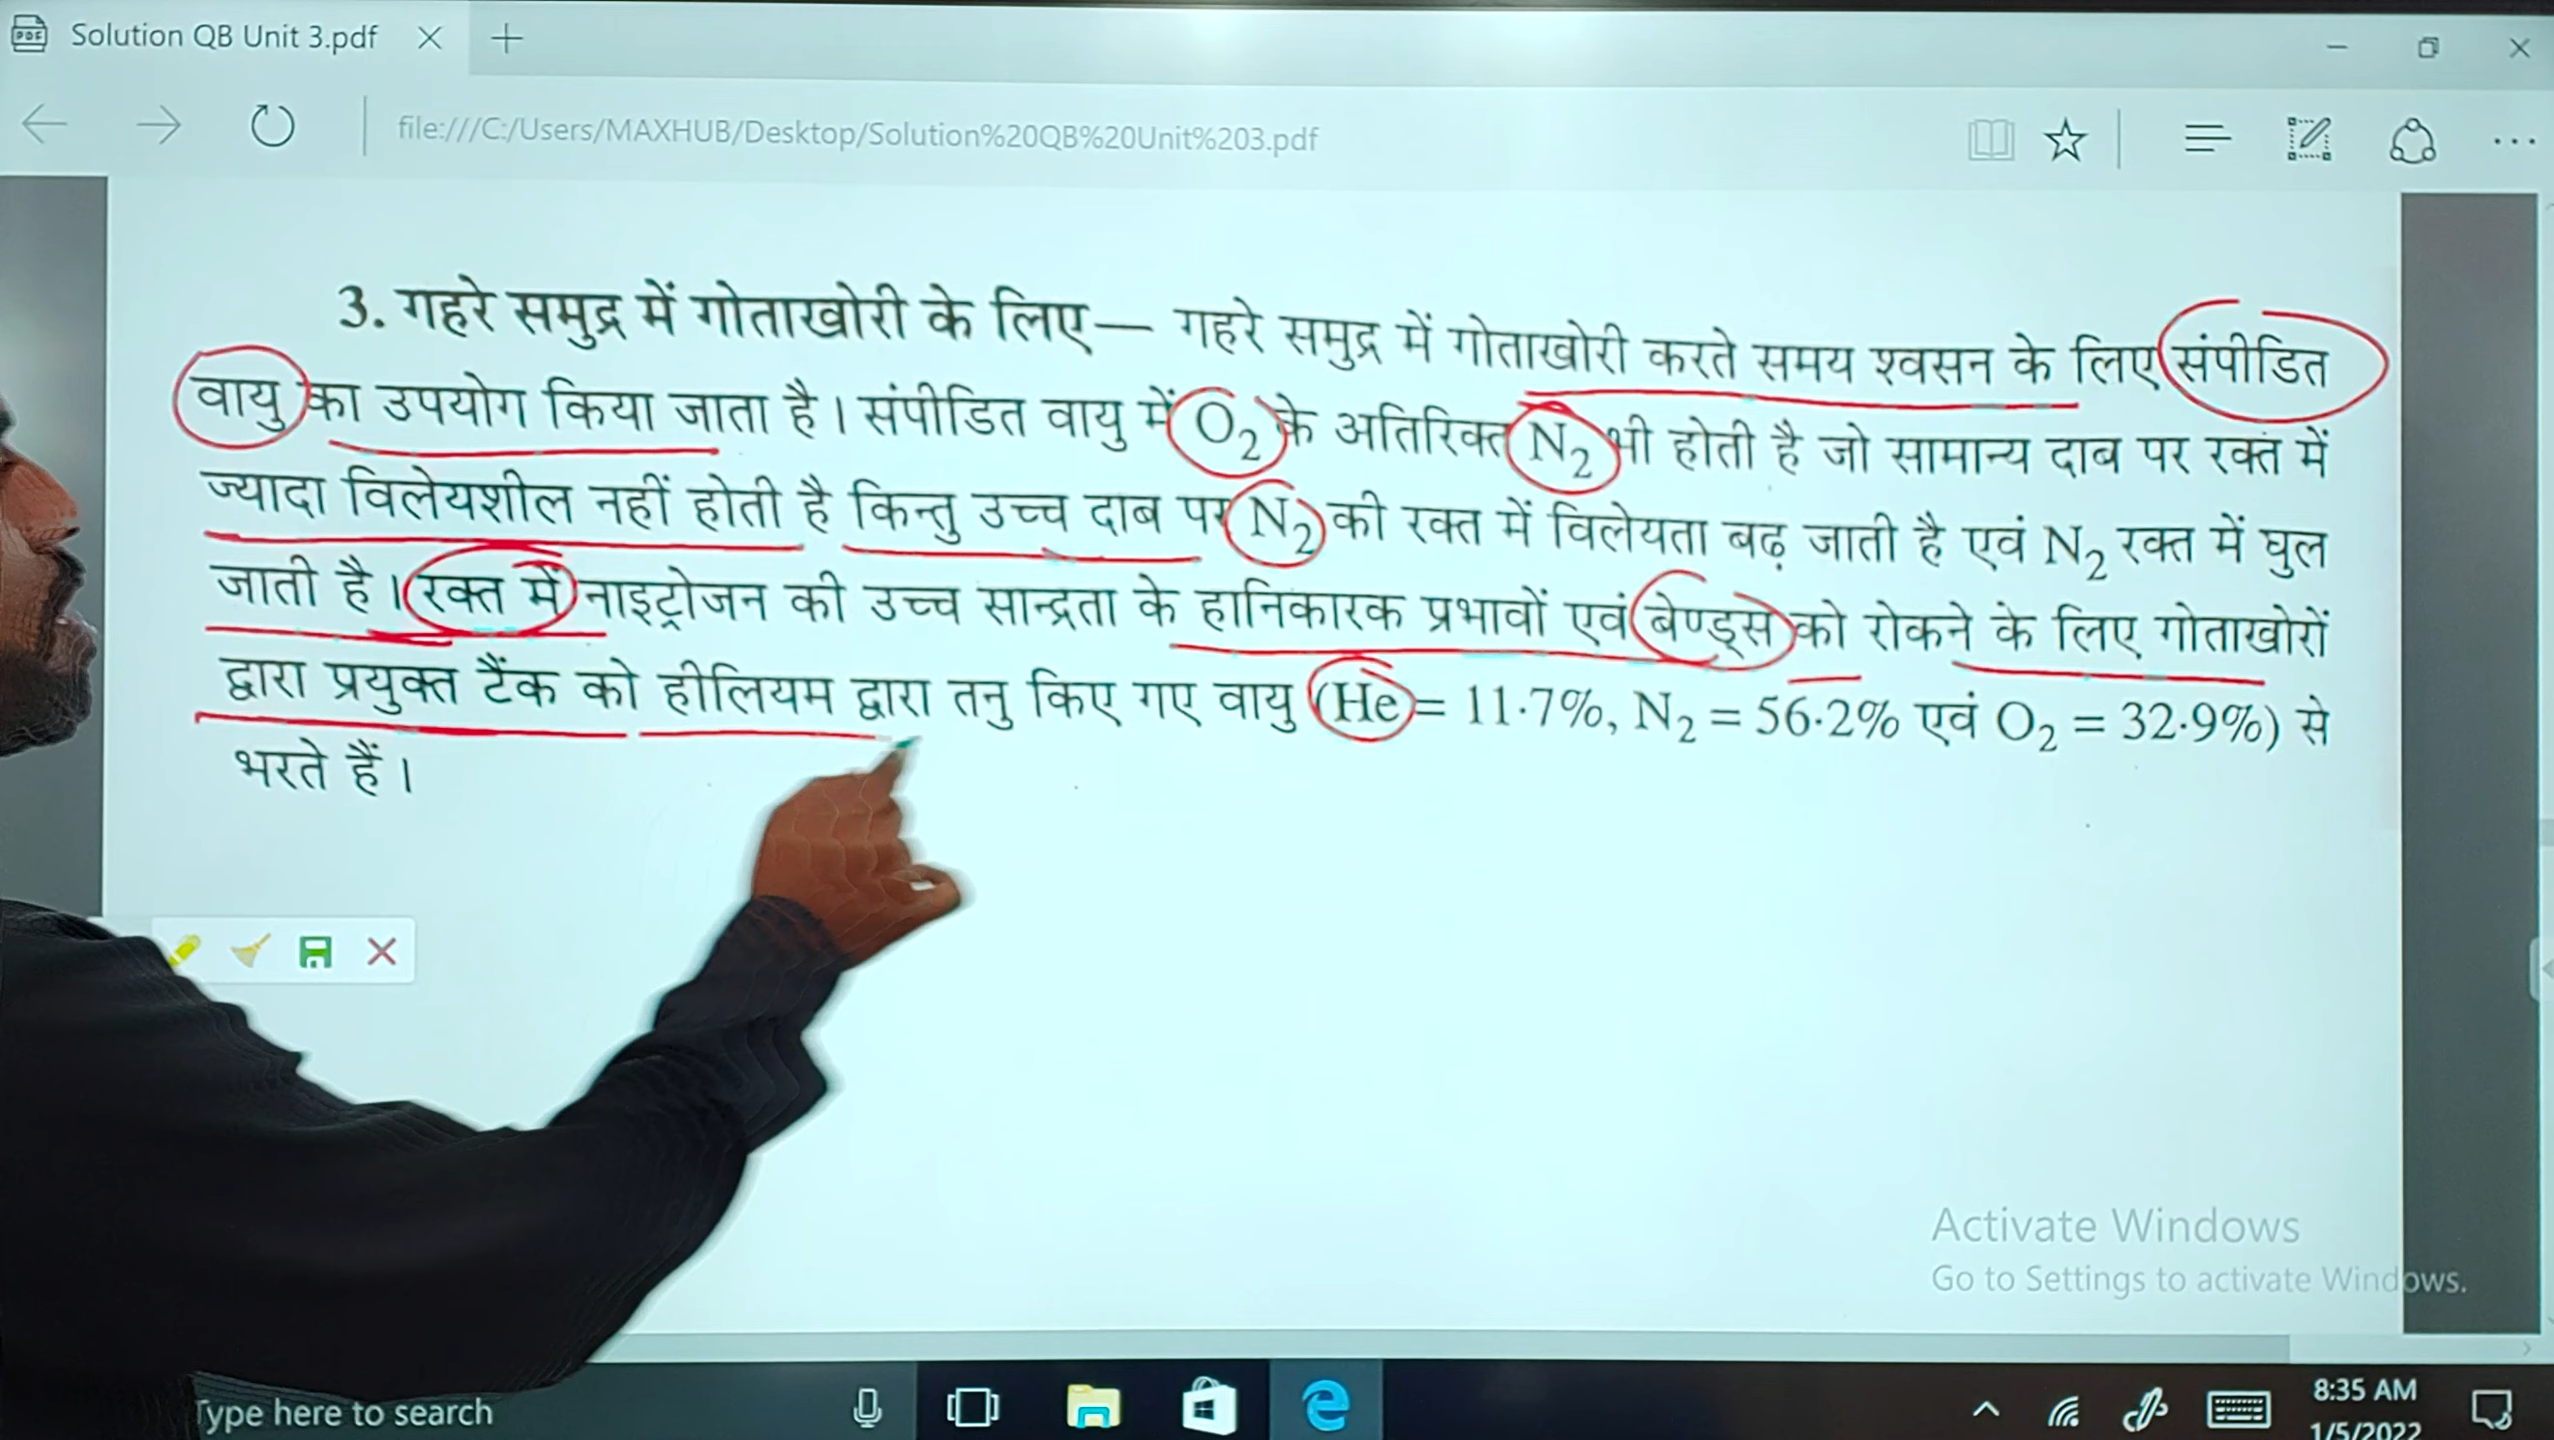 Solution QB Unit 3.pdf
file:///C:/Users/MAXHUB/Desktop/Solution%20QB%20Unit%203.pdf
3. गहरे समुद्र में गोताखोरी के लिए— गहरे समुद्र में गोताखोरी करते समय श्वसन के लिए संपीडित
वायु का उपयोग किया जाता है। संपीडित वायु में O₂ के अतिरिक्त N₂ भी होती है जो सामान्य दाब पर रक्त में
ज्यादा विलेयशील नहीं होती है किन्तु उच्च दाब पर N₂ की रक्त में विलेयता बढ़ जाती है एवं N₂ रक्त में घुल
जाती है। रक्त में नाइट्रोजन की उच्च सान्द्रता के हानिकारक प्रभावों एवं बेण्ड्स को रोकने के लिए गोताखोरों
द्वारा प्रयुक्त टैंक को हीलियम द्वारा तनु किए गए वायु (He = 11·7%, N₂ = 56·2% एवं O₂ = 32·9%) से
भरते हैं।
Activate Windows
Go to Settings to activate Windows.
Type here to search
8:35 AM
1/5/2022